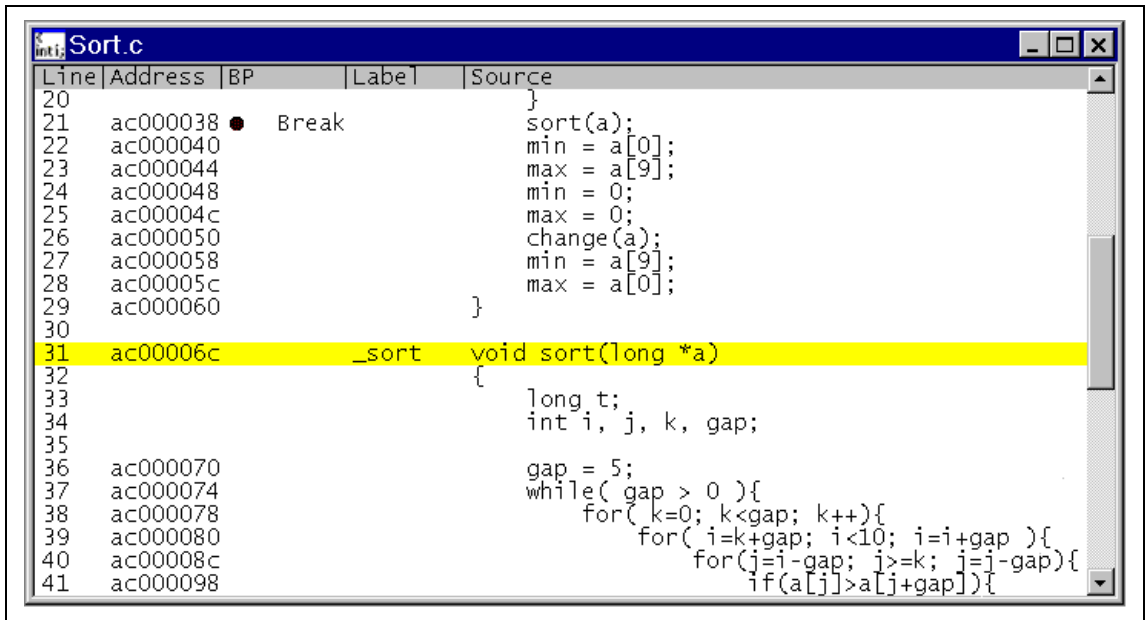 inti; Sort.c
Line|Address |BP |Label |Source
20 }
21 ac000038 ● Break sort(a);
22 ac000040 min = a[0];
23 ac000044 max = a[9];
24 ac000048 min = 0;
25 ac00004c max = 0;
26 ac000050 change(a);
27 ac000058 min = a[9];
28 ac00005c max = a[0];
29 ac000060 }
30
31 ac00006c _sort void sort(long *a)
32 {
33 long t;
34 int i, j, k, gap;
35
36 ac000070 gap = 5;
37 ac000074 while( gap > 0 ){
38 ac000078 for( k=0; k<gap; k++){
39 ac000080 for( i=k+gap; i<10; i=i+gap ){
40 ac00008c for(j=i-gap; j>=k; j=j-gap){
41 ac000098 if(a[j]>a[j+gap]){